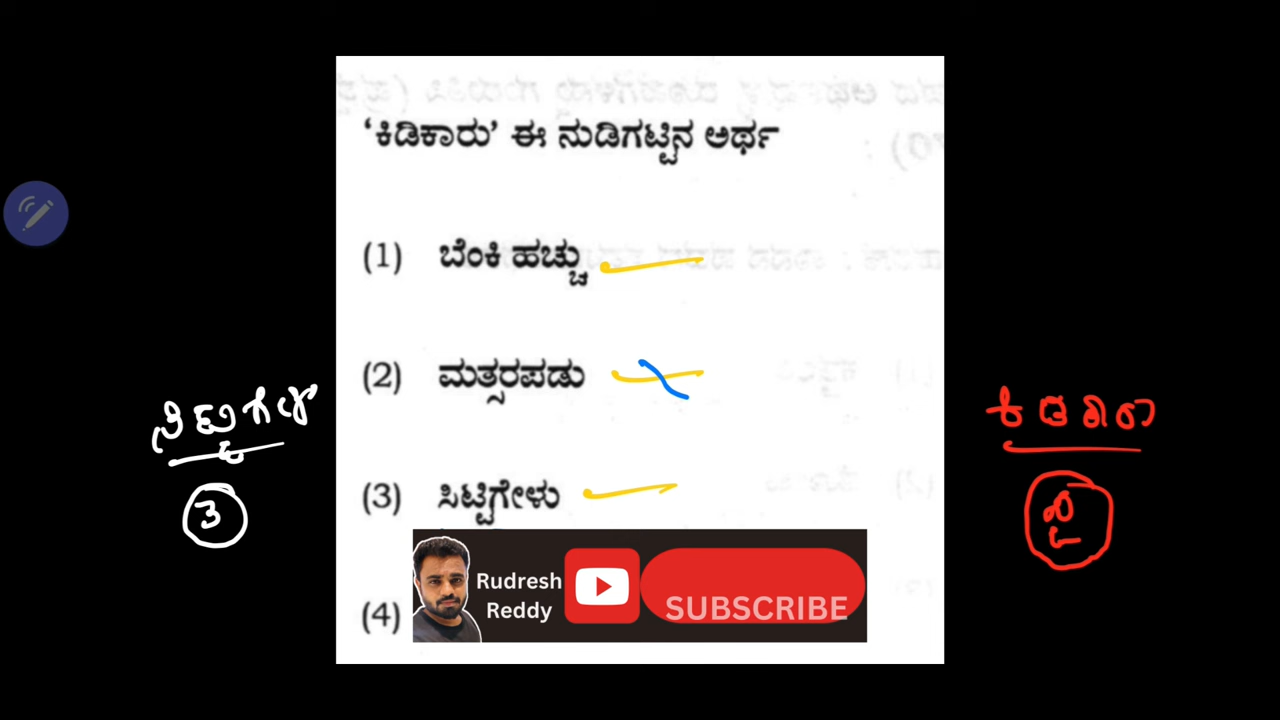 'ಕಿಡಿಕಾರು' ಈ ನುಡಿಗಟ್ಟಿನ ಅರ್ಥ
(1) ಬೆಂಕಿ ಹಚ್ಚು
(2) ಮತ್ಸರಪಡು
(3) ಸಿಟ್ಟಿಗೇಳು
(4)
Rudresh
Reddy
SUBSCRIBE
3